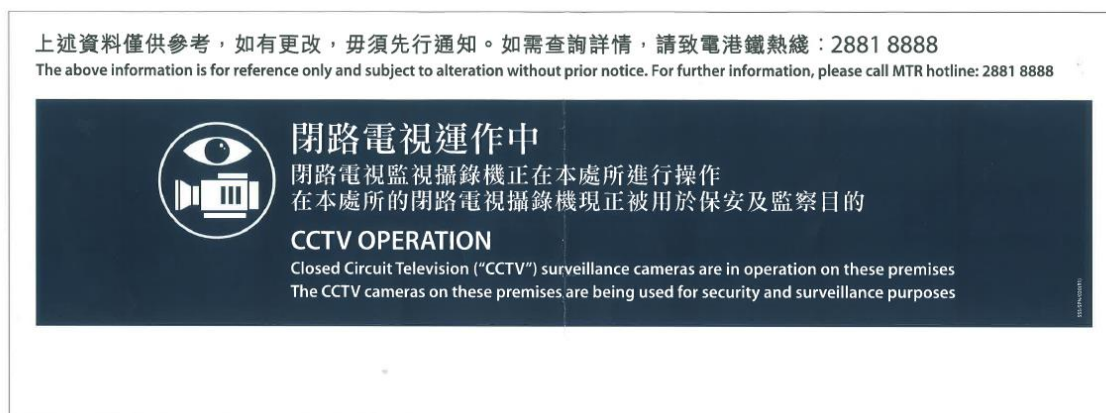 上述資料僅供參考，如有更改，毋須先行通知。如需查詢詳情，請致電港鐵熱綫：2881 8888
The above information is for reference only and subject to alteration without prior notice. For further information, please call MTR hotline: 2881 8888
閉路電視運作中
閉路電視監視攝錄機正在本處所進行操作
在本處所的閉路電視攝錄機現正被用於保安及監察目的
CCTV OPERATION
Closed Circuit Television (“CCTV”) surveillance cameras are in operation on these premises
The CCTV cameras on these premises are being used for security and surveillance purposes